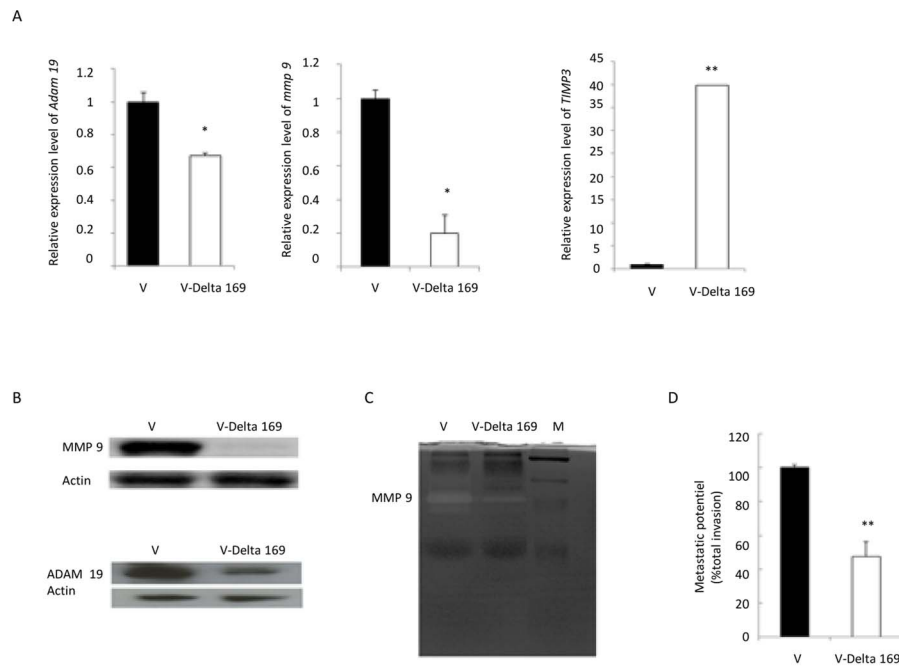 A
Relative expression level of Adam 19
1.2
1
0.8
0.6
0.4
0.2
0
*
V
V-Delta 169
Relative expression level of mmp 9
1.2
1
0.8
0.6
0.4
0.2
0
*
V
V-Delta 169
Relative expression level of TIMP3
45
40
35
30
25
20
15
10
5
0
**
V
V-Delta 169
B
V
V-Delta 169
MMP 9
Actin
V
V-Delta 169
ADAM 19
Actin
C
V
V-Delta 169
M
MMP 9
D
Metastatic potentiel
(%total invasion)
120
100
80
60
40
20
0
**
V
V-Delta 169